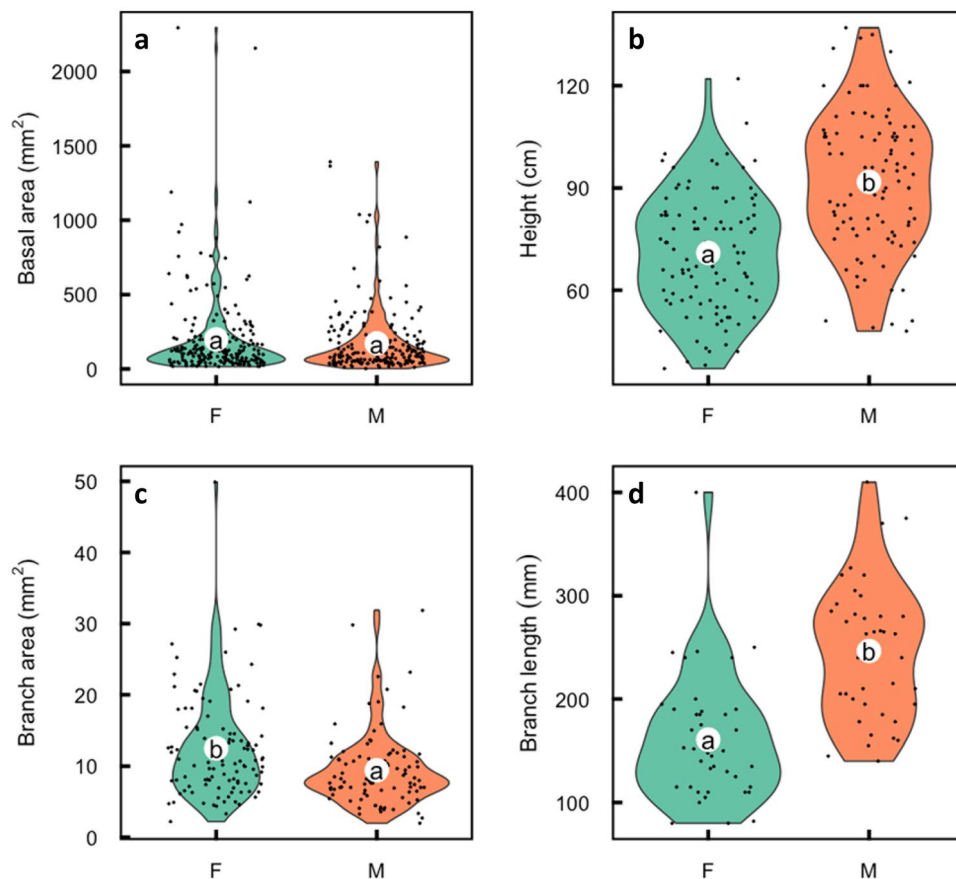 a
Basal area (mm²)
2000
1500
1000
500
0
a
a
F
M
b
Height (cm)
120
90
60
a
b
F
M
c
Branch area (mm²)
50
40
30
20
10
0
b
a
F
M
d
Branch length (mm)
400
300
200
100
a
b
F
M